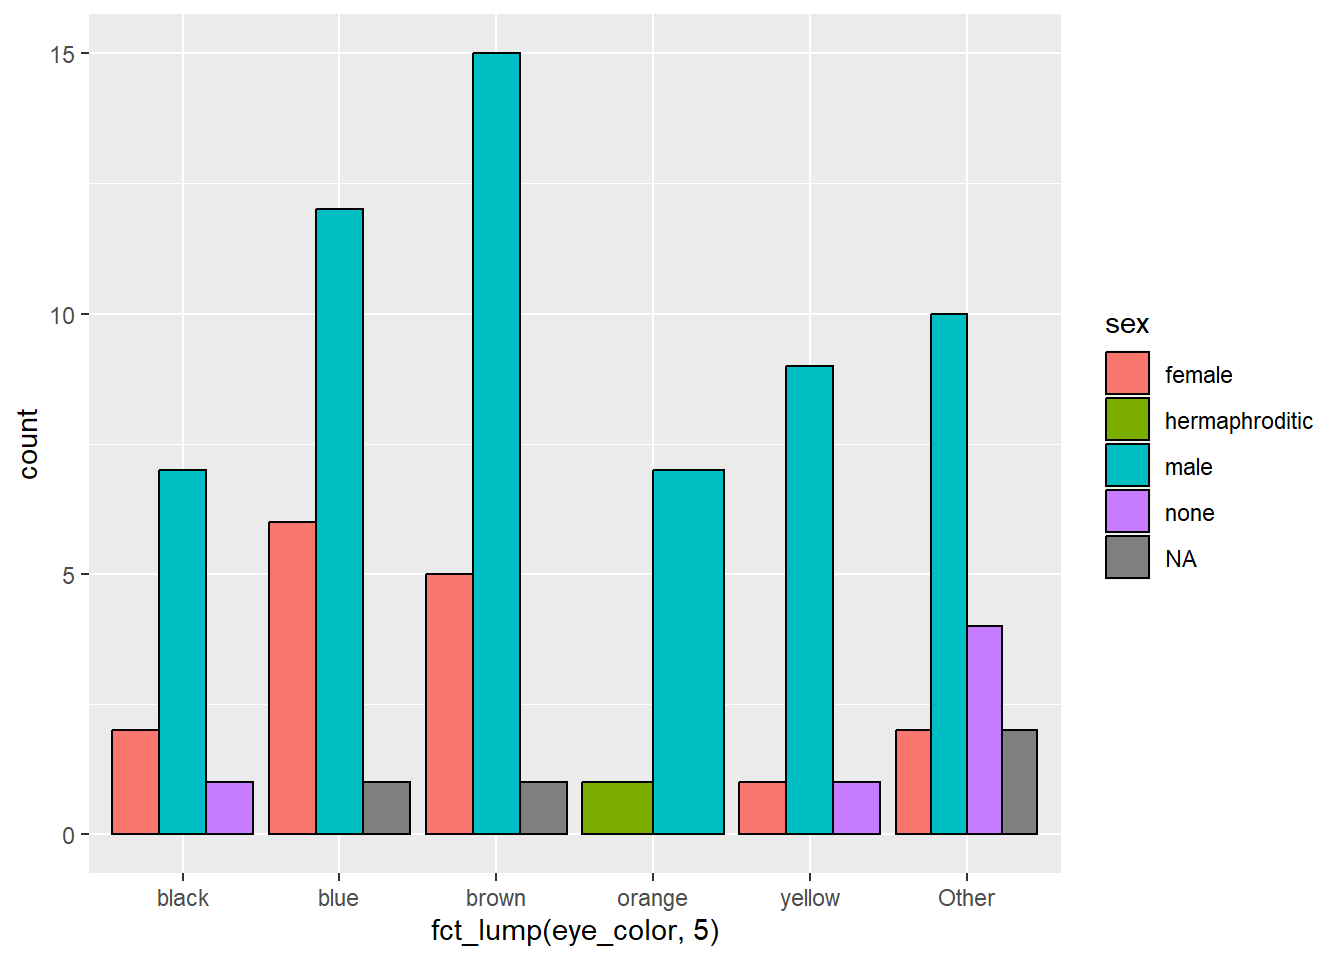 15
10
5
0
count
black
blue
brown
orange
yellow
Other
fct_lump(eye_color, 5)
sex
female
hermaphroditic
male
none
NA